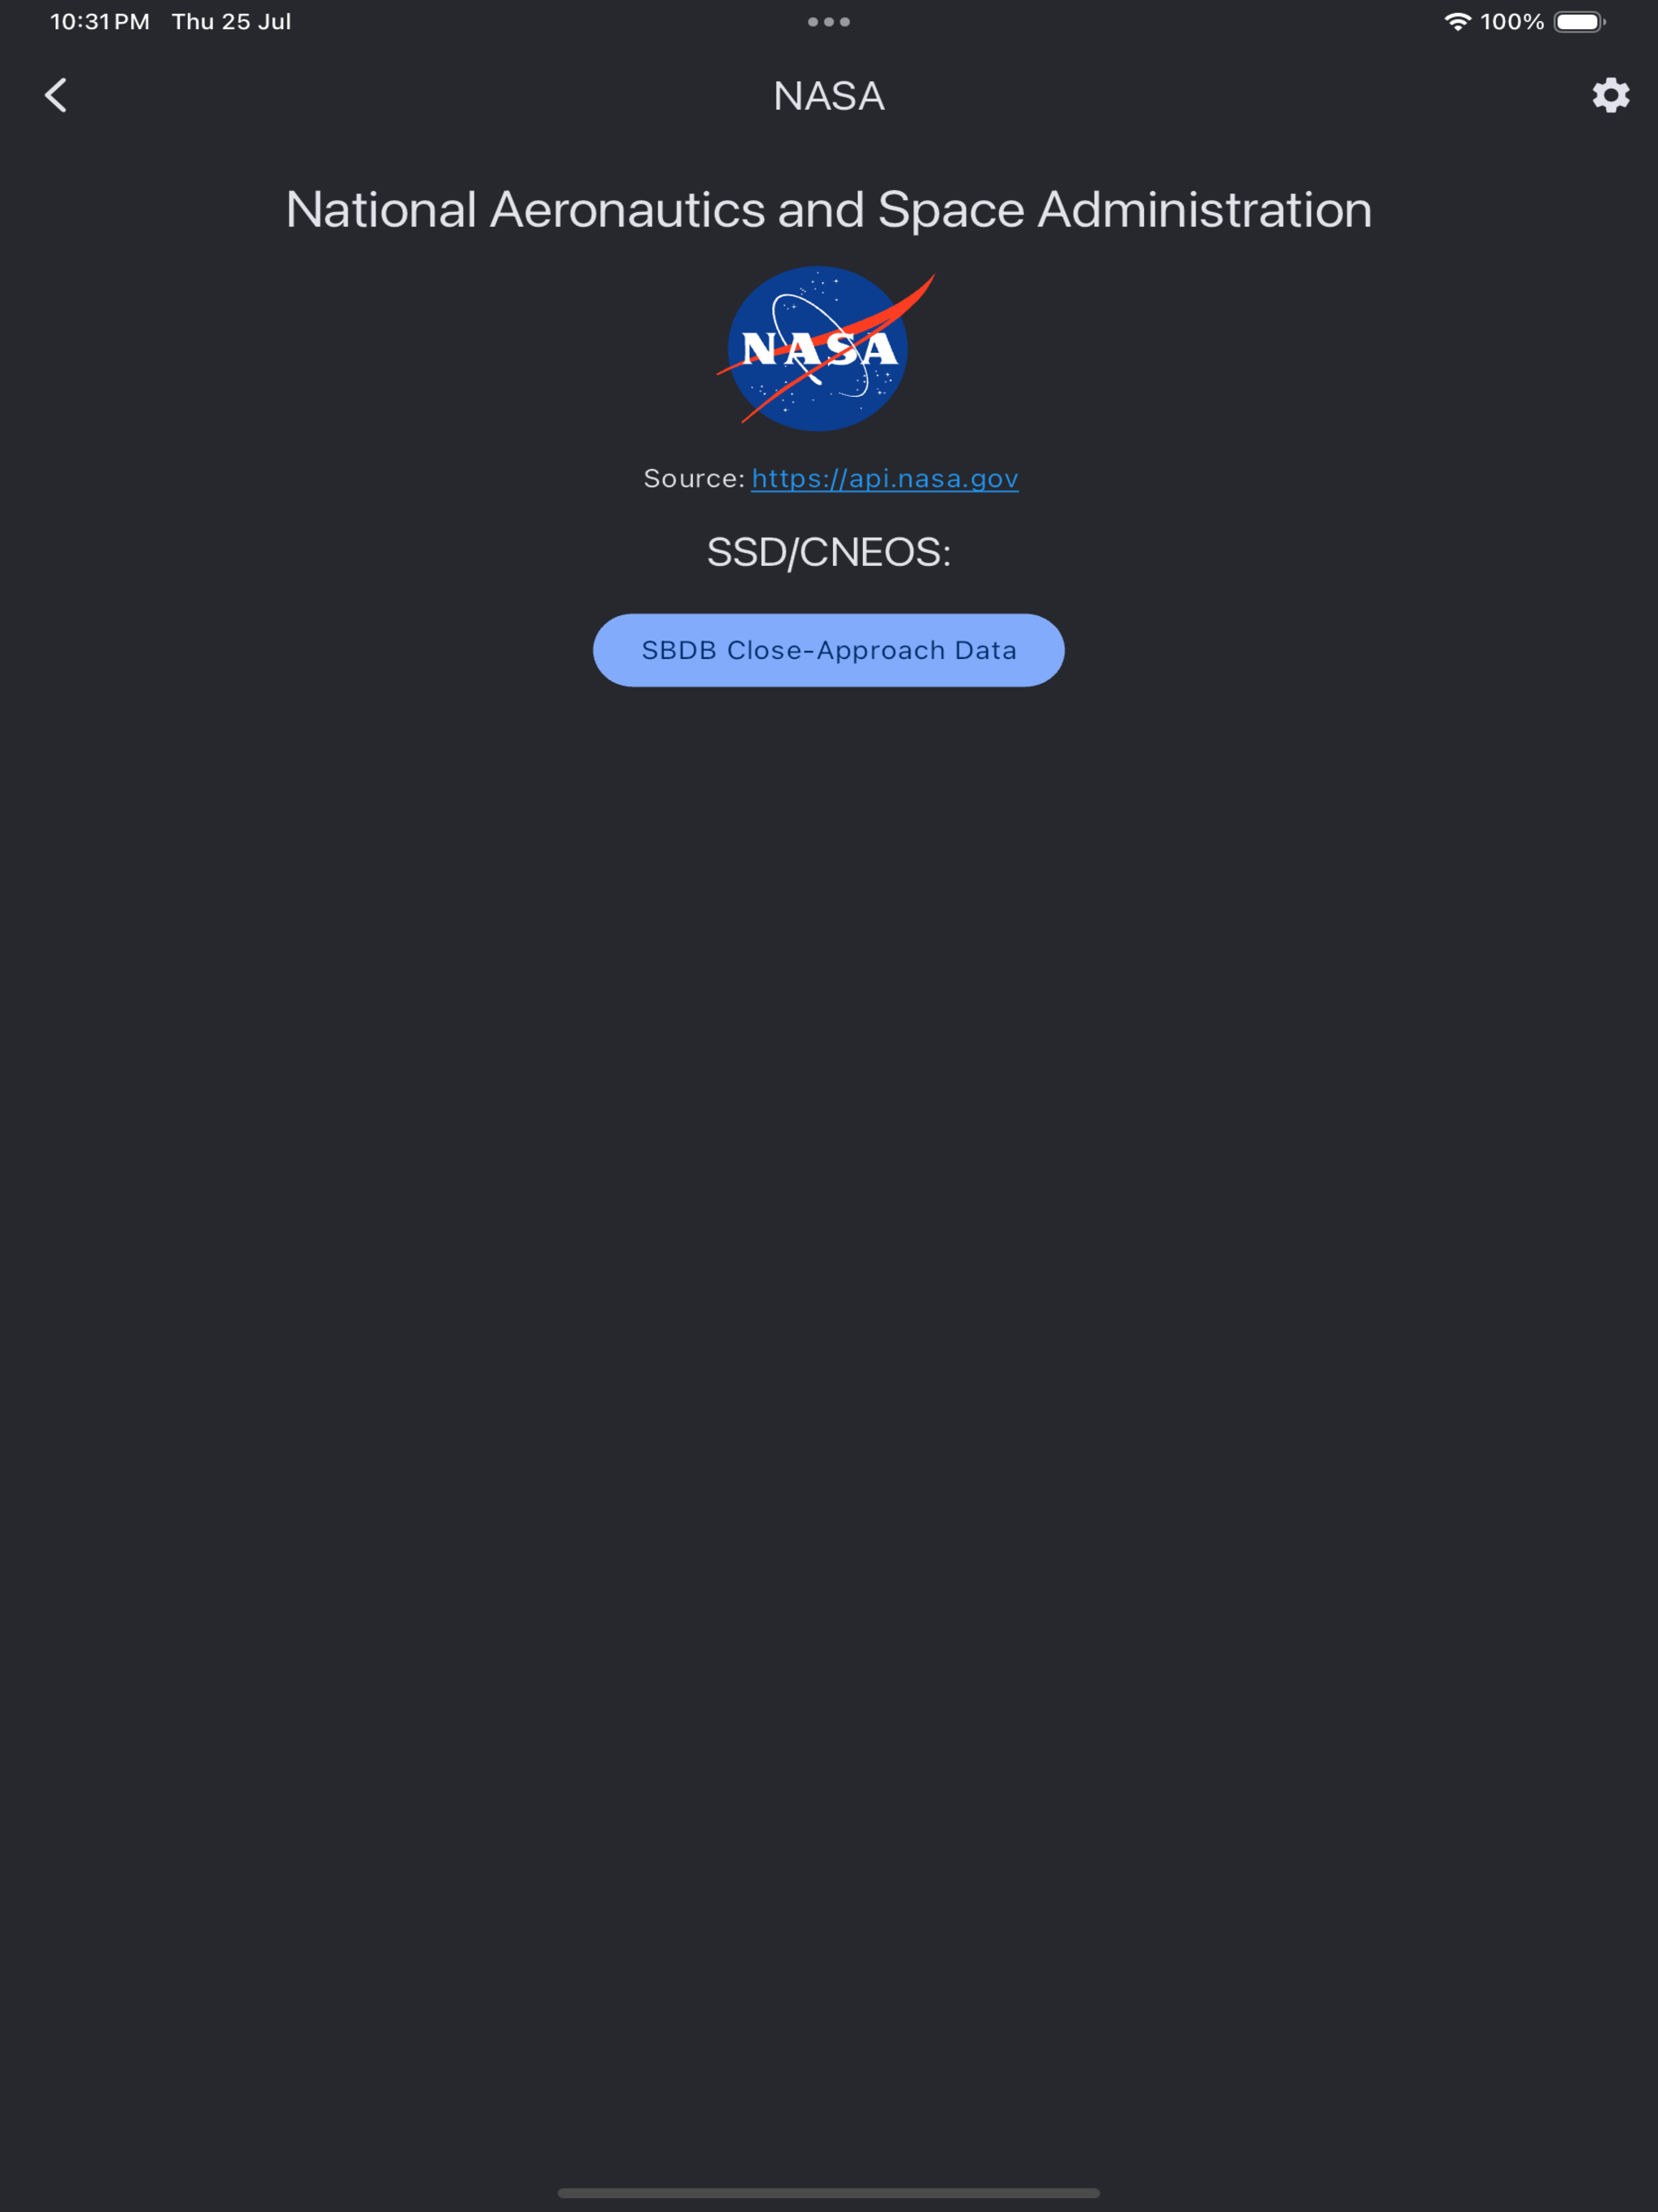 10:31 PM Thu 25 Jul 100%
NASA
National Aeronautics and Space Administration
NASA
Source: https://api.nasa.gov
SSD/CNEOS:
SBDB Close-Approach Data